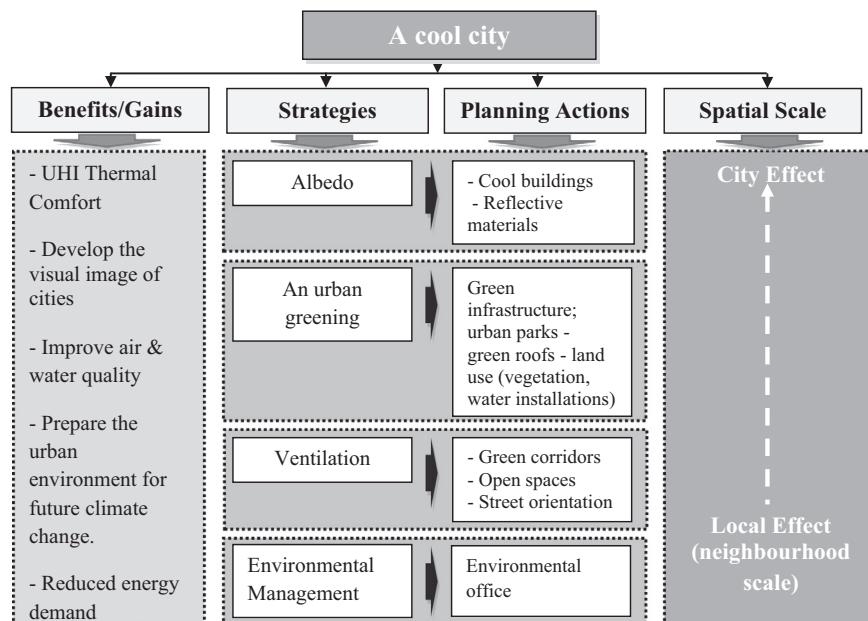 A cool city
Benefits/Gains
Strategies
Planning Actions
Spatial Scale
- UHI Thermal
Comfort
- Develop the
visual image of
cities
- Improve air &
water quality
- Prepare the
urban
environment for
future climate
change.
- Reduced energy
demand
Albedo
- Cool buildings
- Reflective
materials
An urban
greening
Green
infrastructure;
urban parks -
green roofs - land
use (vegetation,
water installations)
Ventilation
- Green corridors
- Open spaces
- Street orientation
Environmental
Management
Environmental
office
City Effect
Local Effect
(neighbourhood
scale)